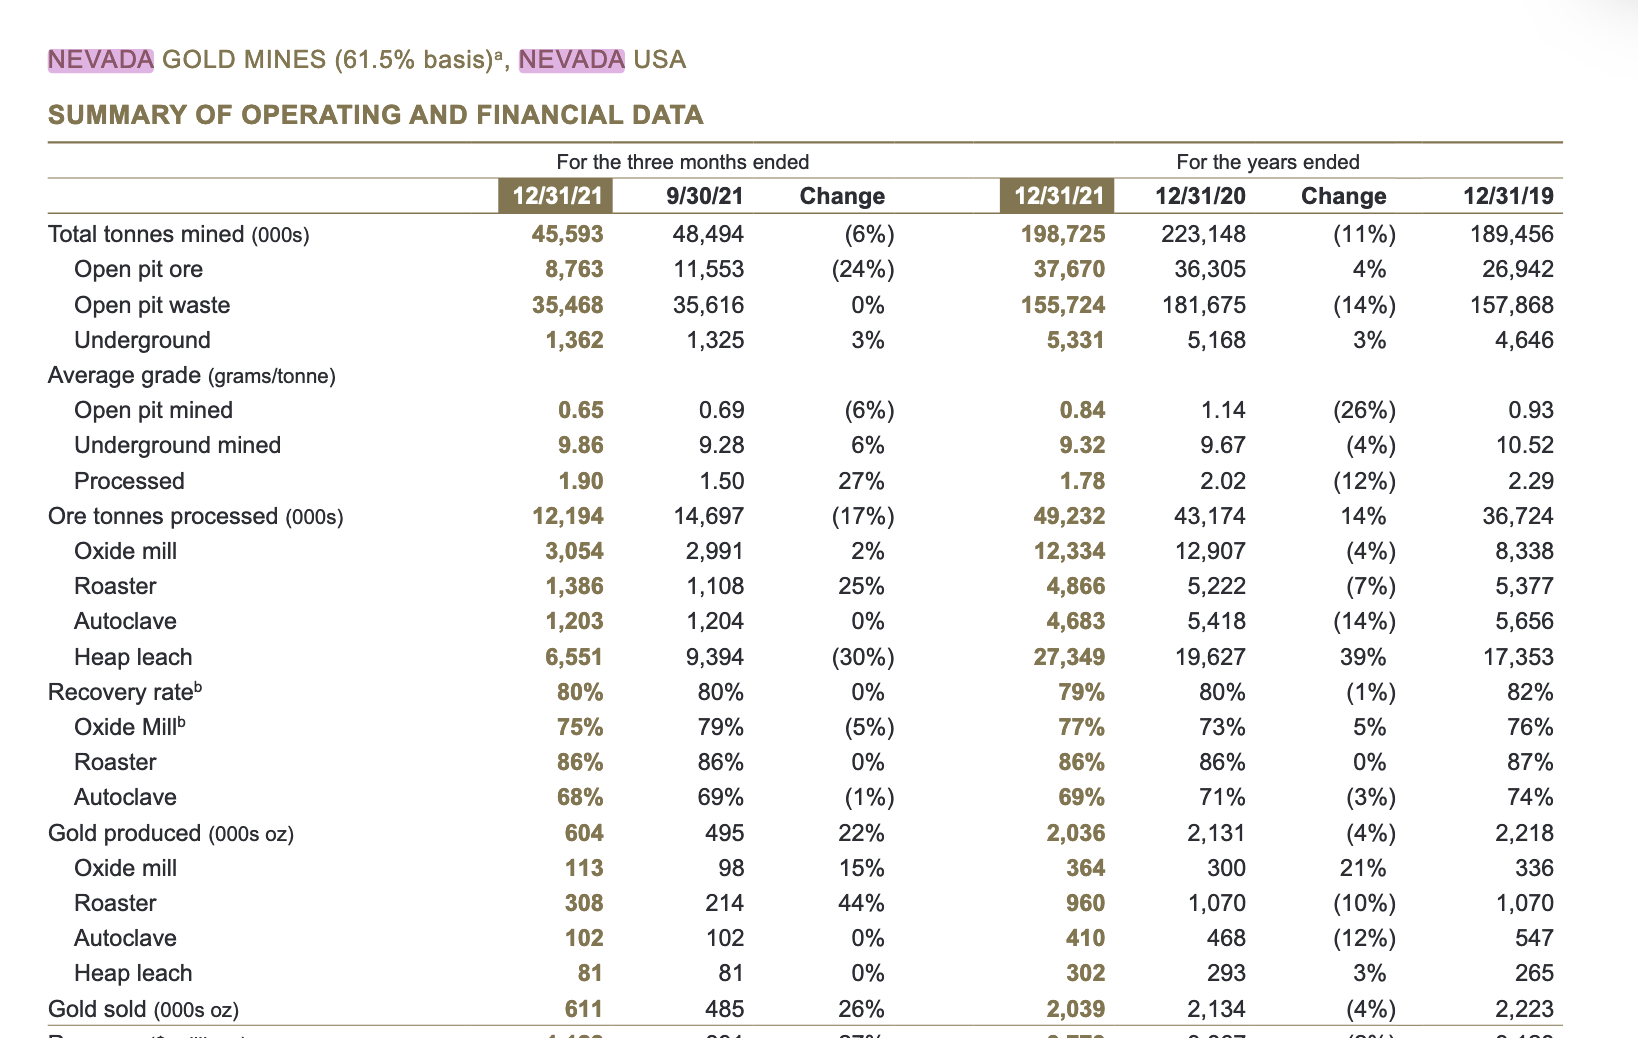 NEVADA GOLD MINES (61.5% basis)ᵃ, NEVADA USA
SUMMARY OF OPERATING AND FINANCIAL DATA
For the three months ended For the years ended
12/31/21 9/30/21 Change 12/31/21 12/31/20 Change 12/31/19
Total tonnes mined (000s) 45,593 48,494 (6%) 198,725 223,148 (11%) 189,456
Open pit ore 8,763 11,553 (24%) 37,670 36,305 4% 26,942
Open pit waste 35,468 35,616 0% 155,724 181,675 (14%) 157,868
Underground 1,362 1,325 3% 5,331 5,168 3% 4,646
Average grade (grams/tonne)
Open pit mined 0.65 0.69 (6%) 0.84 1.14 (26%) 0.93
Underground mined 9.86 9.28 6% 9.32 9.67 (4%) 10.52
Processed 1.90 1.50 27% 1.78 2.02 (12%) 2.29
Ore tonnes processed (000s) 12,194 14,697 (17%) 49,232 43,174 14% 36,724
Oxide mill 3,054 2,991 2% 12,334 12,907 (4%) 8,338
Roaster 1,386 1,108 25% 4,866 5,222 (7%) 5,377
Autoclave 1,203 1,204 0% 4,683 5,418 (14%) 5,656
Heap leach 6,551 9,394 (30%) 27,349 19,627 39% 17,353
Recovery rateᵇ 80% 80% 0% 79% 80% (1%) 82%
Oxide Millᵇ 75% 79% (5%) 77% 73% 5% 76%
Roaster 86% 86% 0% 86% 86% 0% 87%
Autoclave 68% 69% (1%) 69% 71% (3%) 74%
Gold produced (000s oz) 604 495 22% 2,036 2,131 (4%) 2,218
Oxide mill 113 98 15% 364 300 21% 336
Roaster 308 214 44% 960 1,070 (10%) 1,070
Autoclave 102 102 0% 410 468 (12%) 547
Heap leach 81 81 0% 302 293 3% 265
Gold sold (000s oz) 611 485 26% 2,039 2,134 (4%) 2,223